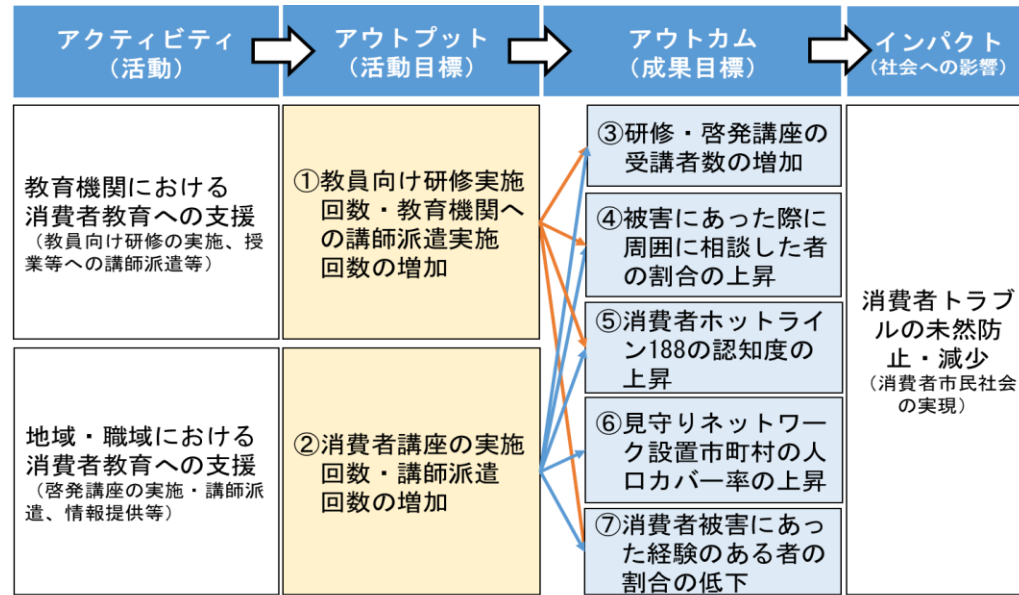 アクティビティ
（活動）
アウトプット
（活動目標）
アウトカム
（成果目標）
インパクト
（社会への影響）
教育機関における
消費者教育への支援
（教員向け研修の実施、授
業等への講師派遣等）
①教員向け研修実施
回数・教育機関へ
の講師派遣実施
回数の増加
地域・職域における
消費者教育への支援
（啓発講座の実施・講師派
遣、情報提供等）
②消費者講座の実施
回数・講師派遣
回数の増加
③研修・啓発講座の
受講者数の増加
④被害にあった際に
周囲に相談した者
の割合の上昇
⑤消費者ホットライ
ン188の認知度の
上昇
⑥見守りネットワー
ク設置市町村の人
口カバー率の上昇
⑦消費者被害にあ
った経験のある者の
割合の低下
消費者トラブ
ルの未然防
止・減少
（消費者市民社会
の実現）